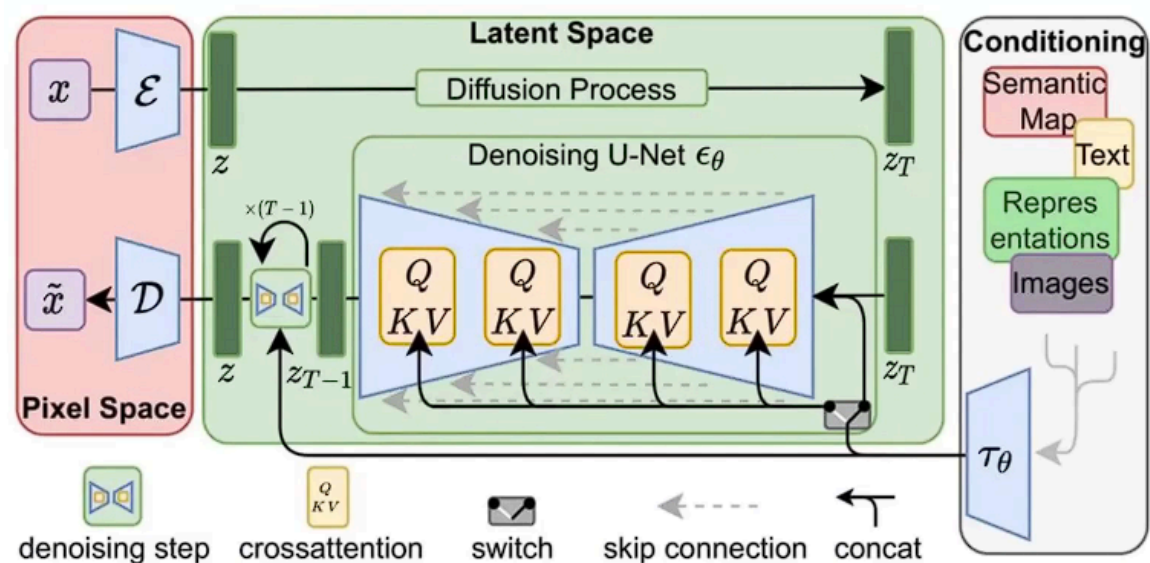 Latent Space
Conditioning
x
ℰ
z
Diffusion Process
z_T
Semantic
Map
Text
Repres
entations
Images
Denoising U-Net ϵ_θ
×(T−1)
Q
KV
Q
KV
Q
KV
Q
KV
x̃
𝒟
z
z_{T−1}
z_T
Pixel Space
τ_θ
Q
KV
denoising step
crossattention
switch
skip connection
concat